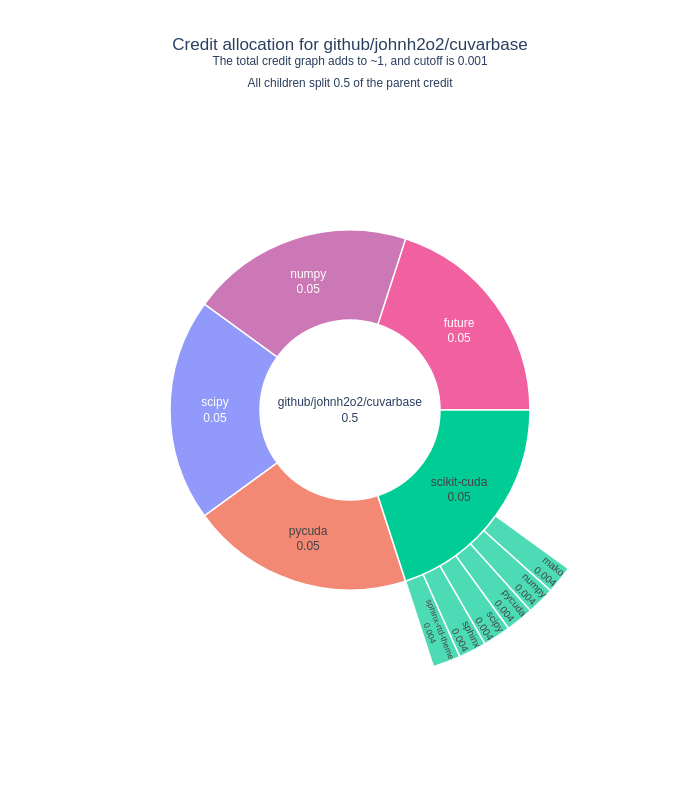 Credit allocation for github/johnh2o2/cuvarbase
The total credit graph adds to ~1, and cutoff is 0.001
All children split 0.5 of the parent credit
numpy
0.05
future
0.05
scipy
0.05
github/johnh2o2/cuvarbase
0.5
scikit-cuda
0.05
pycuda
0.05
mako
0.004
numpy
0.004
pycuda
0.004
scipy
0.004
sphinx
0.004
sphinx-rtd-theme
0.004